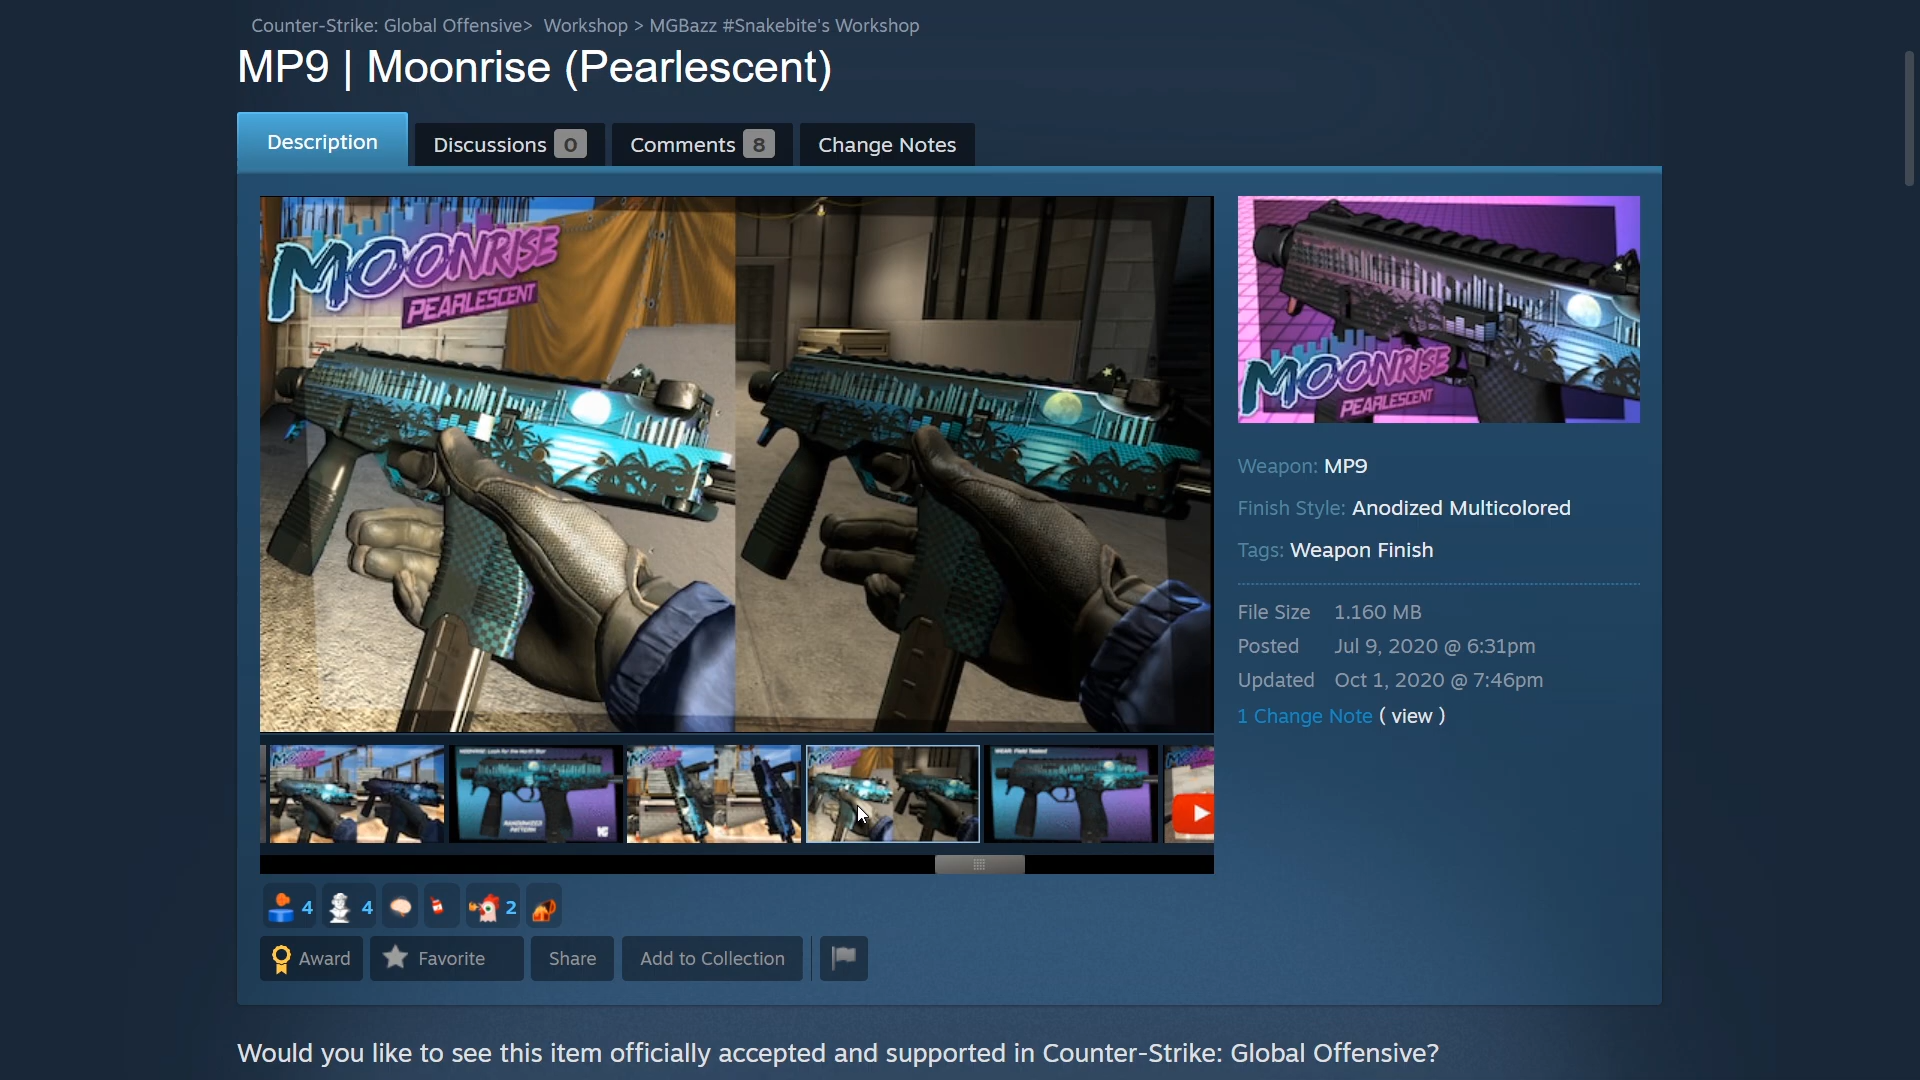 Counter-Strike: Global Offensive> Workshop > MGBazz #Snakebite's Workshop
MP9 | Moonrise (Pearlescent)
Description
Discussions 0
Comments 8
Change Notes
MOONRISE
PEARLESCENT
MOONRISE
PEARLESCENT
Weapon: MP9
Finish Style: Anodized Multicolored
Tags: Weapon Finish
File Size 1.160 MB
Posted Jul 9, 2020 @ 6:31pm
Updated Oct 1, 2020 @ 7:46pm
1 Change Note ( view )
RANDOMIZED
PATTERN
4
4
2
Award
Favorite
Share
Add to Collection
Would you like to see this item officially accepted and supported in Counter-Strike: Global Offensive?